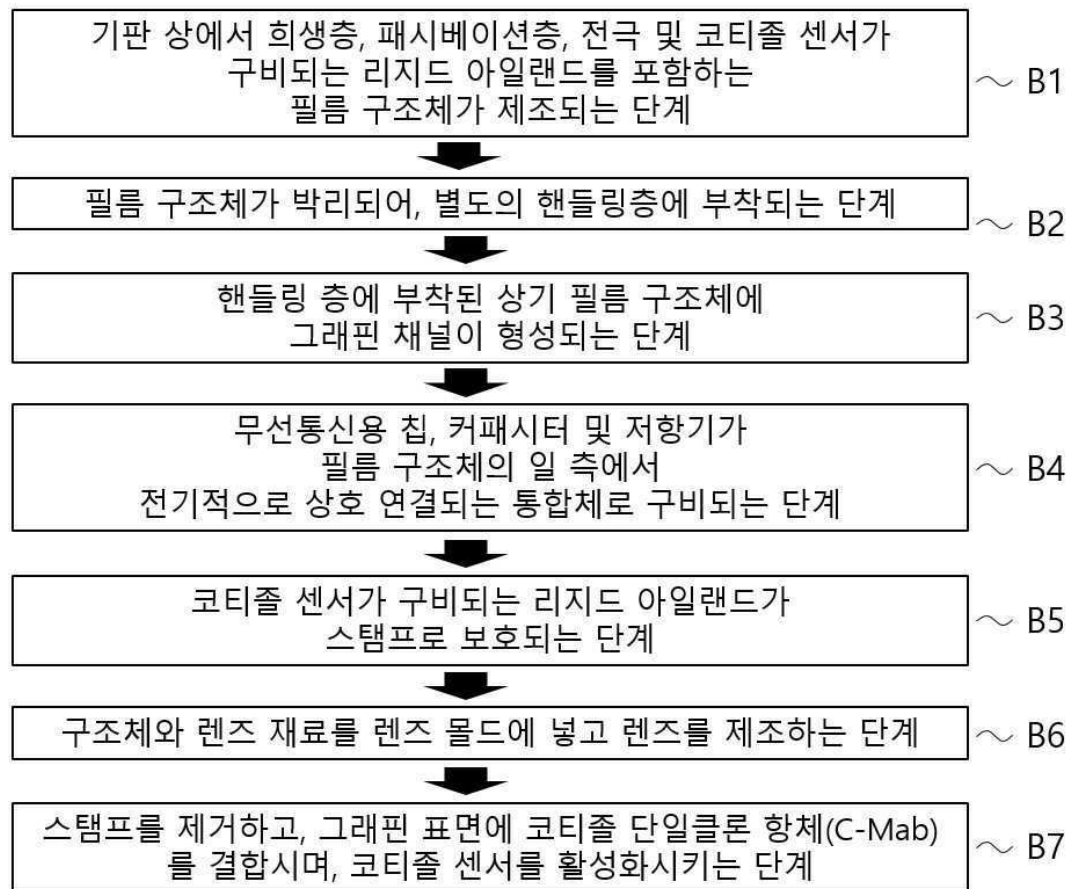 기판 상에서 희생층, 패시베이션층, 전극 및 코티졸 센서가
구비되는 리지드 아일랜드를 포함하는
필름 구조체가 제조되는 단계
B1
필름 구조체가 박리되어, 별도의 핸들링층에 부착되는 단계
B2
핸들링 층에 부착된 상기 필름 구조체에
그래핀 채널이 형성되는 단계
B3
무선통신용 칩, 커패시터 및 저항기가
필름 구조체의 일 측에서
전기적으로 상호 연결되는 통합체로 구비되는 단계
B4
코티졸 센서가 구비되는 리지드 아일랜드가
스탬프로 보호되는 단계
B5
구조체와 렌즈 재료를 렌즈 몰드에 넣고 렌즈를 제조하는 단계
B6
스탬프를 제거하고, 그래핀 표면에 코티졸 단일클론 항체(C-Mab)
를 결합시며, 코티졸 센서를 활성화시키는 단계
B7